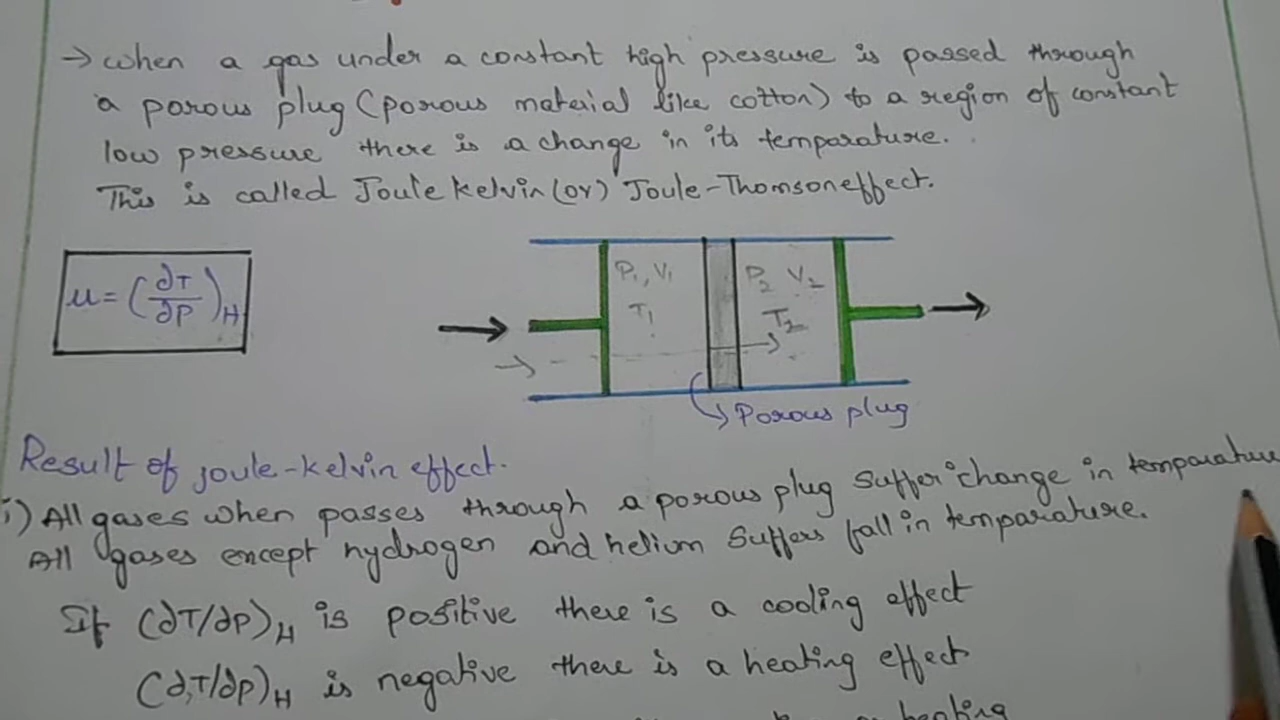 → When a gas under a constant high pressure is passed through
a porous plug (porous material like cotton) to a region of constant
low pressure there is a change in its temparature.
This is called Joule kelvin (or) Joule-Thomson effect.
μ = (∂T/∂P)H
P1, V1
T1
P2 V2
T2
Porous plug
Result of joule-kelvin effect.
i) All gases when passes through a porous plug suffer change in temparature
All gases except hydrogen and helium suffers fall in temparature.
If (∂T/∂P)H is positive there is a cooling effect
(∂T/∂P)H is negative there is a heating effect
a heating